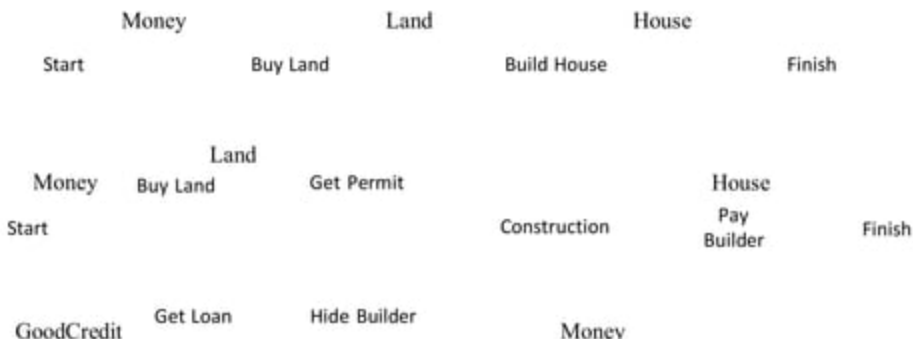 Money Land House
Start Buy Land Build House Finish
Land
Money Buy Land Get Permit House
Start Construction Pay Builder Finish
Get Loan Hide Builder
GoodCredit Money